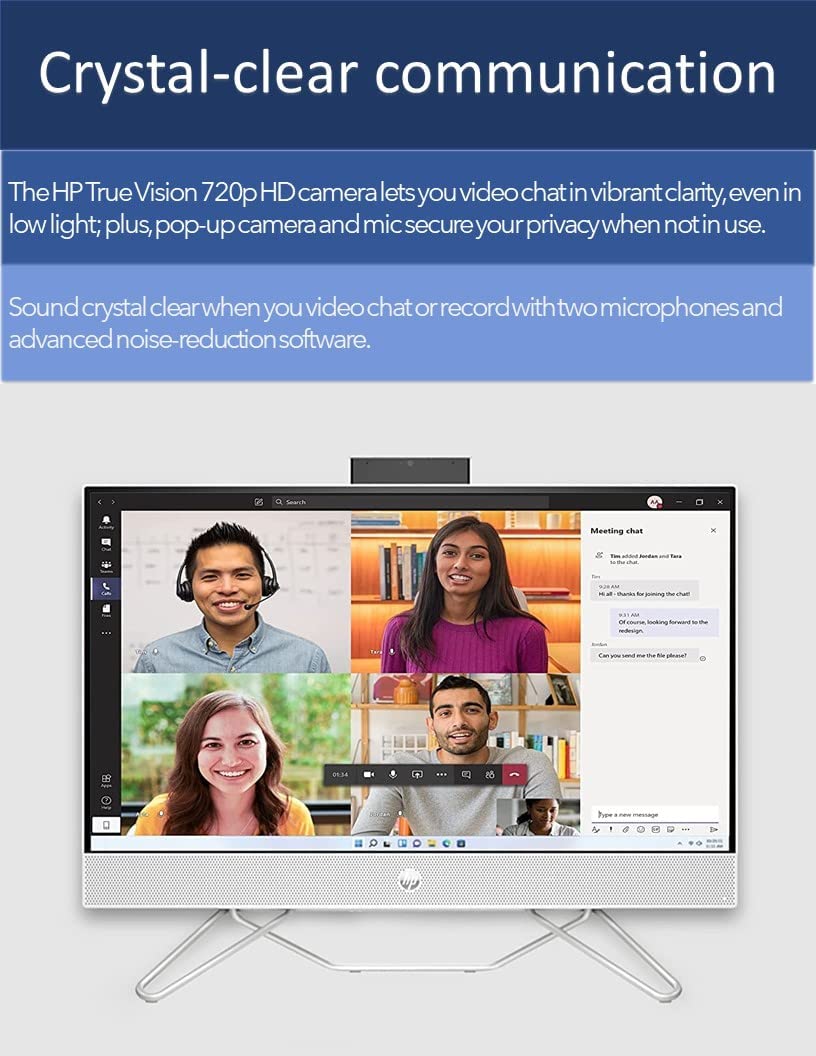 Crystal-clear communication
The HP True Vision 720p HD camera lets you video chat in vibrant clarity, even in
low light; plus, pop-up camera and mic secure your privacy when not in use.
Sound crystal clear when you video chat or record with two microphones and
advanced noise-reduction software.
Search
AA
Activity
Chat
Teams
Calls
Files
Apps
Help
Tara
Jordan
01:34
Meeting chat
Tim added Jordan and Tara
to the chat.
Tim
9:28 AM
Hi all - thanks for joining the chat!
9:31 AM
Of course, looking forward to the
redesign.
Jordan
Can you send me the file please?
Type a new message
hp